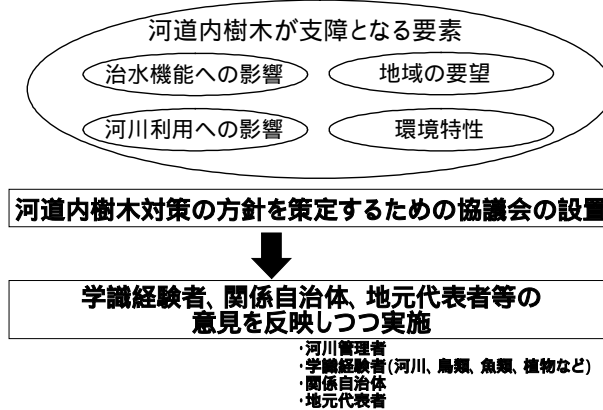 河道内樹木が支障となる要素
治水機能への影響
地域の要望
河川利用への影響
環境特性
河道内樹木対策の方針を策定するための協議会の設置
学識経験者、関係自治体、地元代表者等の
意見を反映しつつ実施
・河川管理者
・学識経験者(河川、鳥類、魚類、植物など)
・関係自治体
・地元代表者